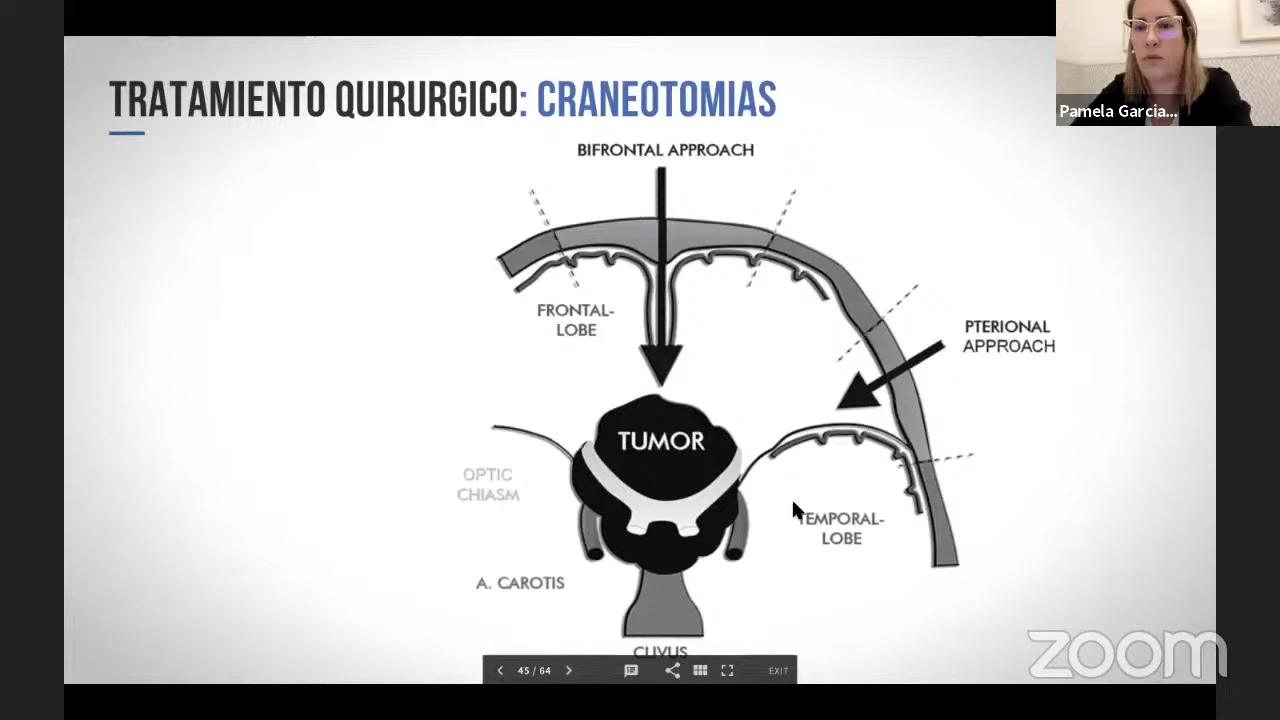 TRATAMIENTO QUIRURGICO: CRANEOTOMIAS
Pamela Garcia...
BIFRONTAL APPROACH
FRONTAL-
LOBE
PTERIONAL
APPROACH
TUMOR
OPTIC
CHIASM
TEMPORAL-
LOBE
A. CAROTIS
CLIVUS
45 / 64
EXIT
zoom